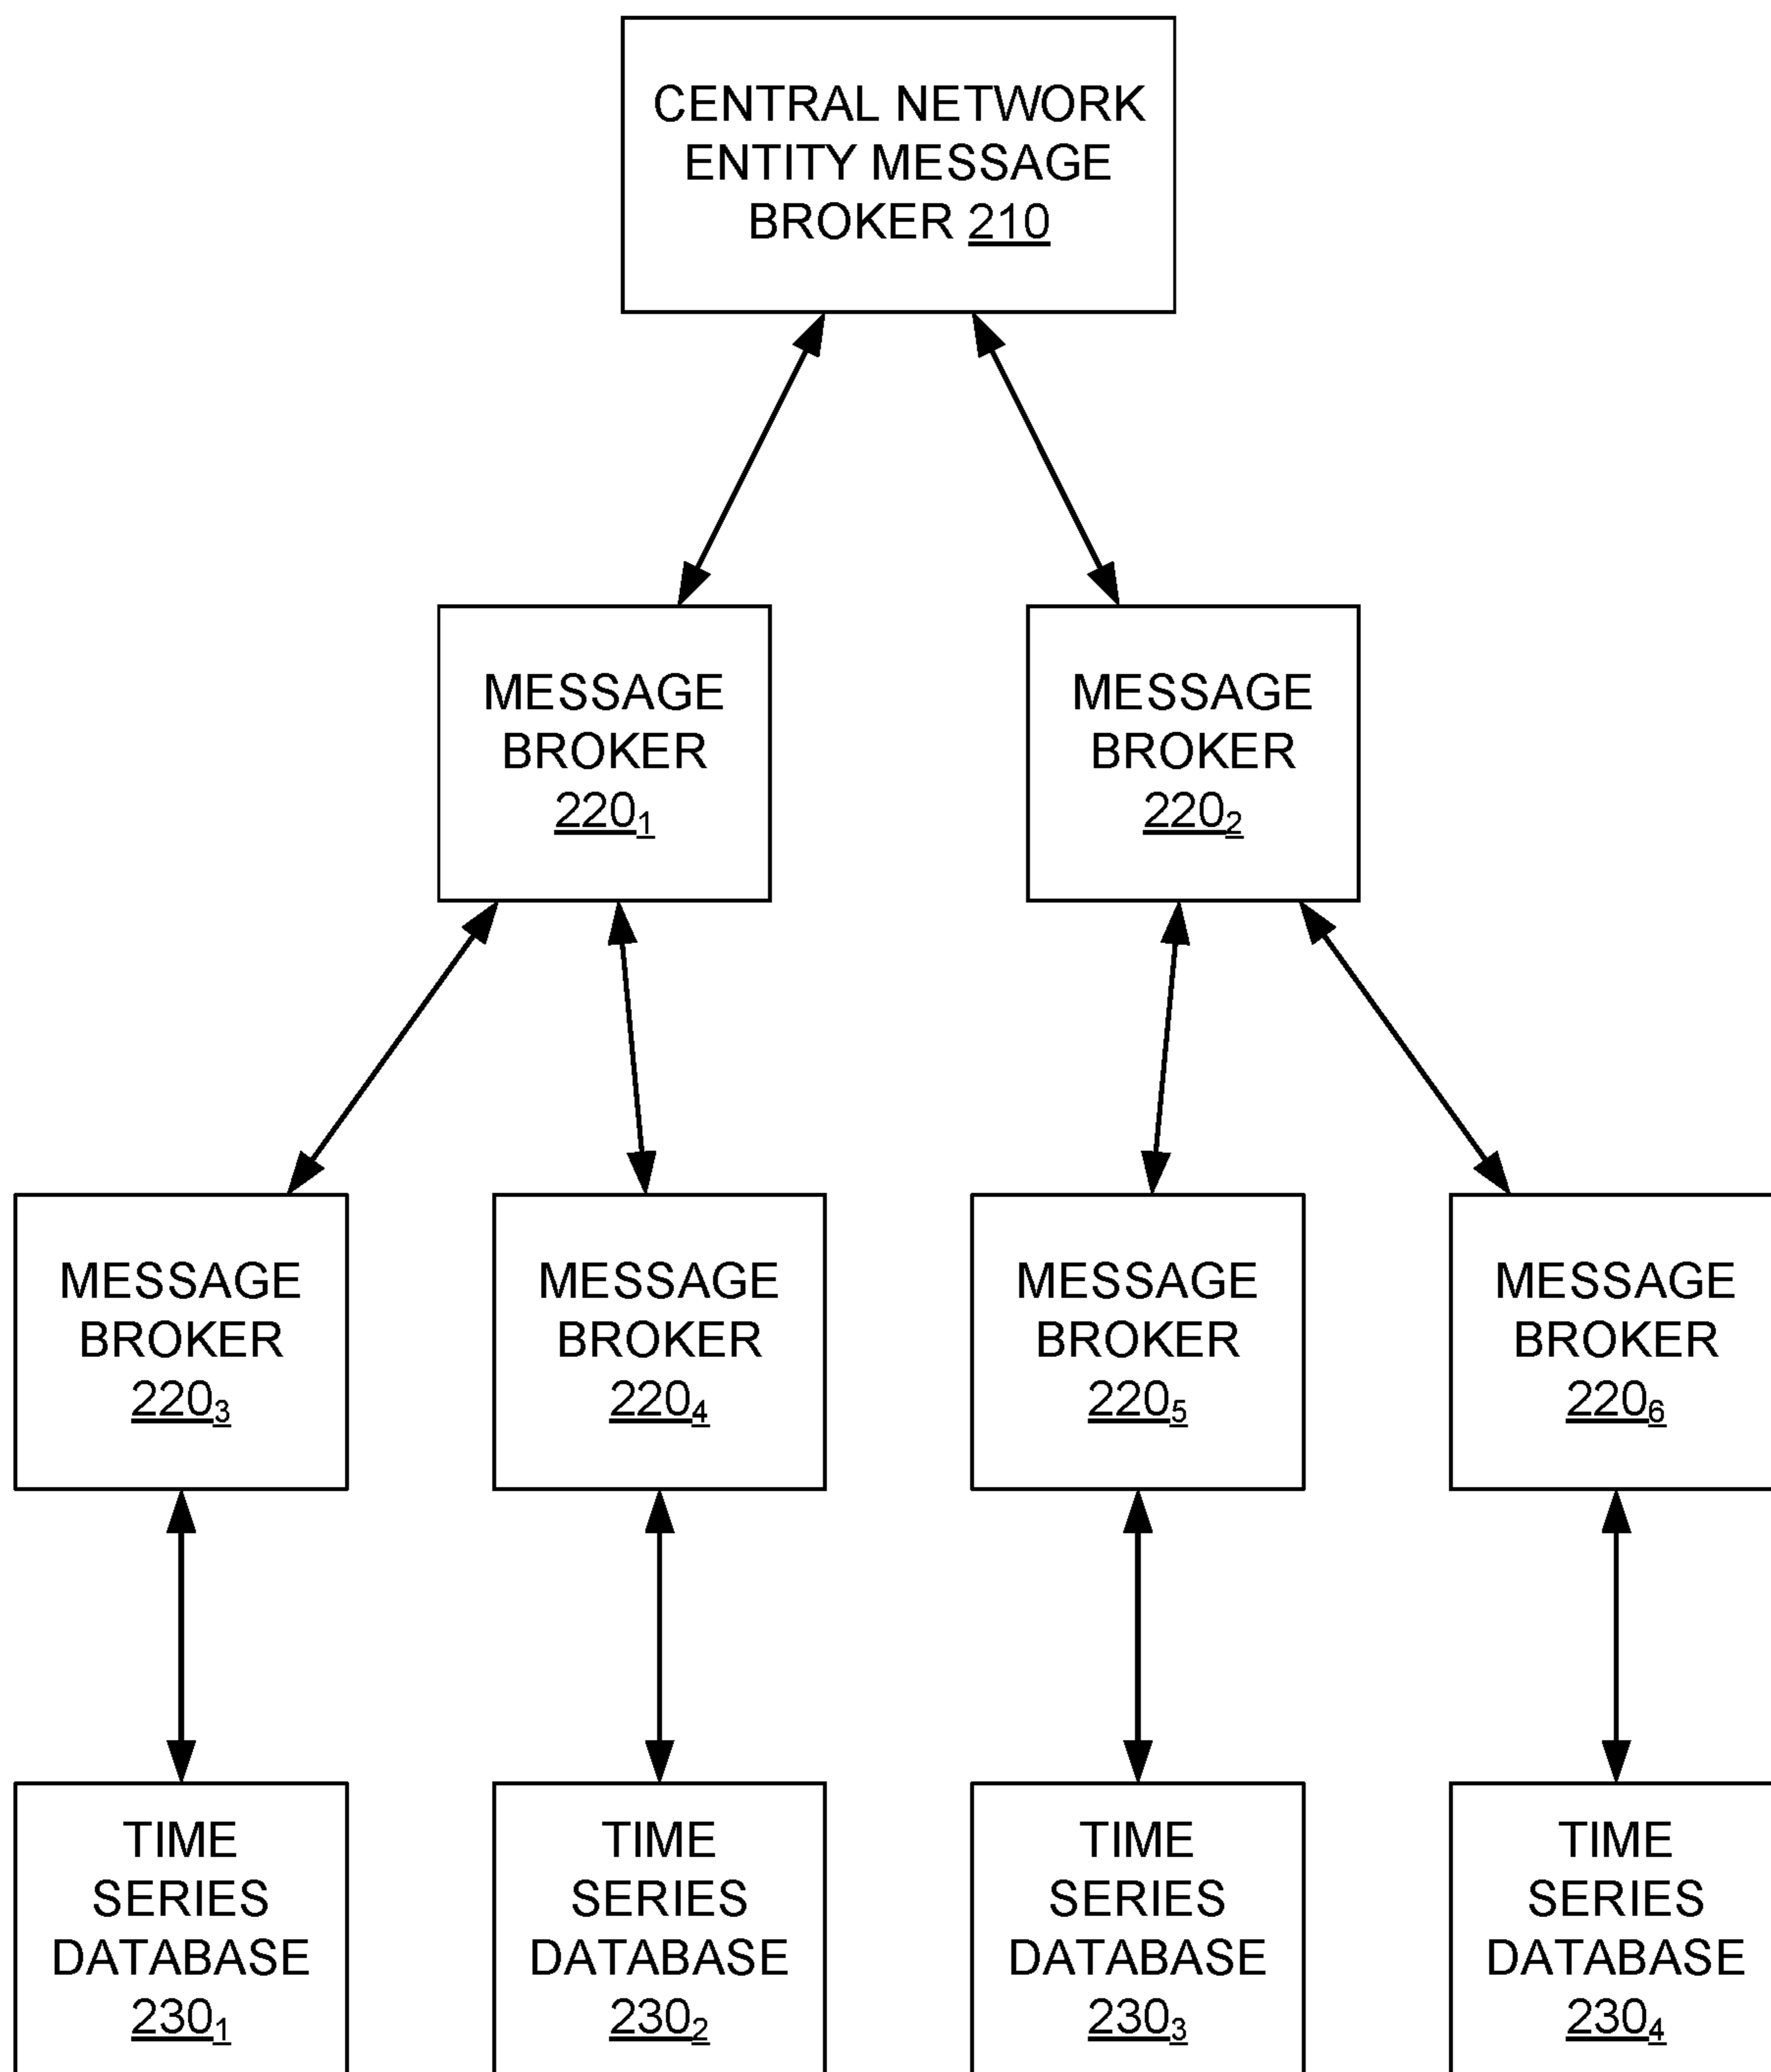 CENTRAL NETWORK
ENTITY MESSAGE
BROKER 210
MESSAGE
BROKER
220₁
MESSAGE
BROKER
220₂
MESSAGE
BROKER
220₃
MESSAGE
BROKER
220₄
MESSAGE
BROKER
220₅
MESSAGE
BROKER
220₆
TIME
SERIES
DATABASE
230₁
TIME
SERIES
DATABASE
230₂
TIME
SERIES
DATABASE
230₃
TIME
SERIES
DATABASE
230₄